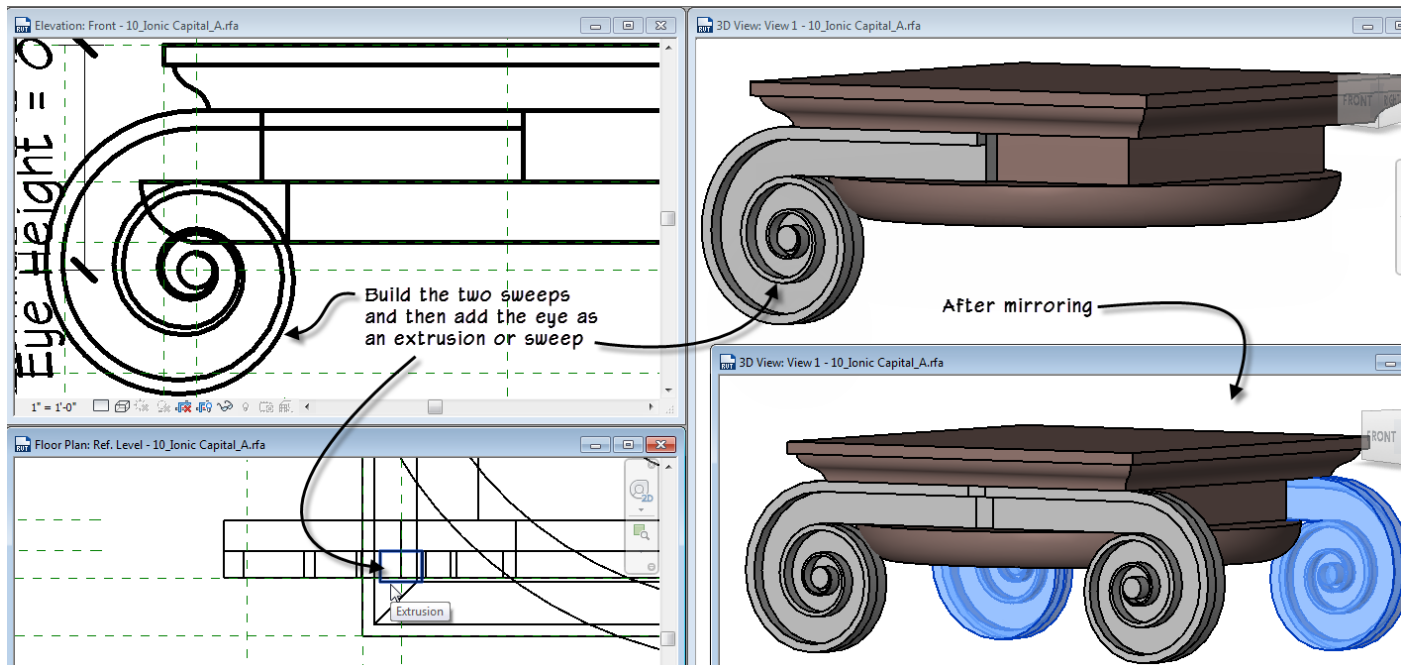 Elevation: Front - 10_Ionic Capital_A.rfa
Eye Height = 0
Build the two sweeps
and then add the eye as
an extrusion or sweep
1" = 1'-0"
3D View: View 1 - 10_Ionic Capital_A.rfa
FRONT
After mirroring
Floor Plan: Ref. Level - 10_Ionic Capital_A.rfa
2D
Extrusion
3D View: View 1 - 10_Ionic Capital_A.rfa
FRONT